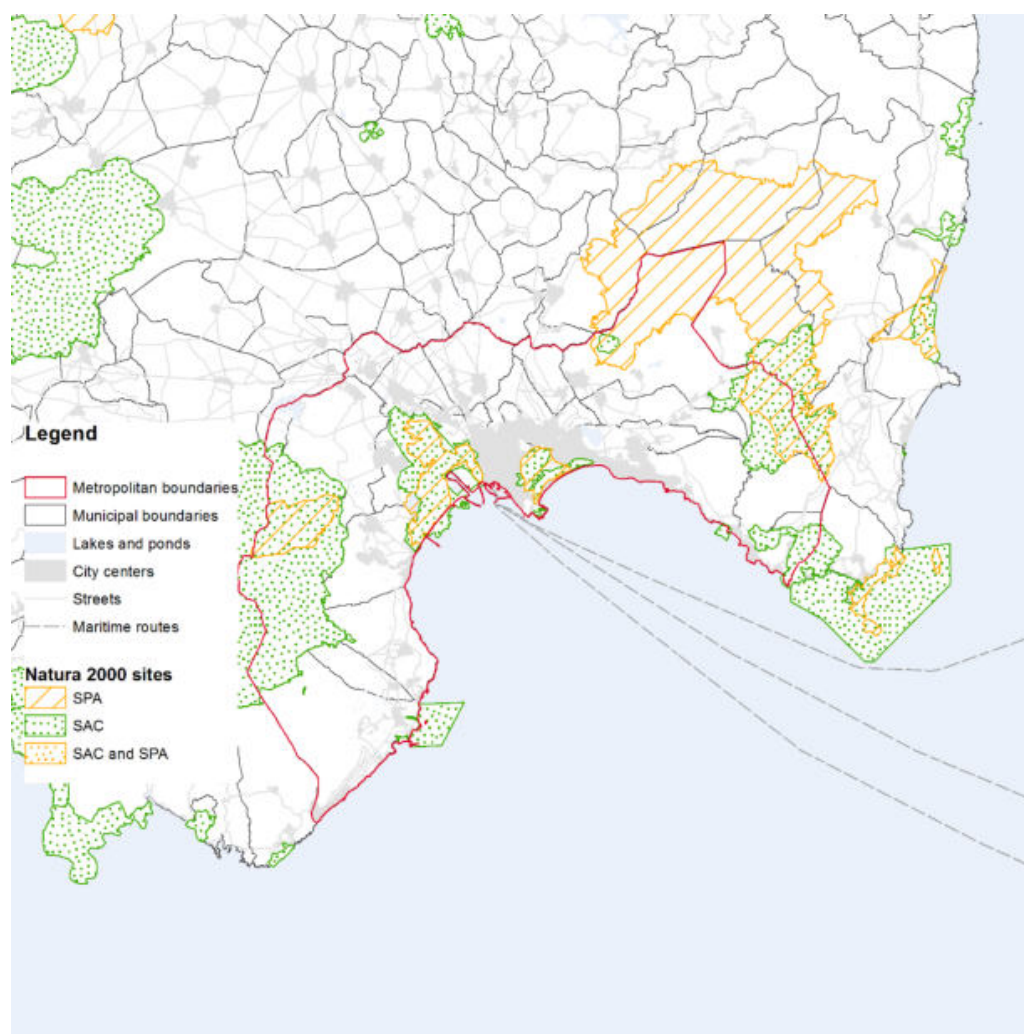 Legend
Metropolitan boundaries
Municipal boundaries
Lakes and ponds
City centers
Streets
Maritime routes
Natura 2000 sites
SPA
SAC
SAC and SPA